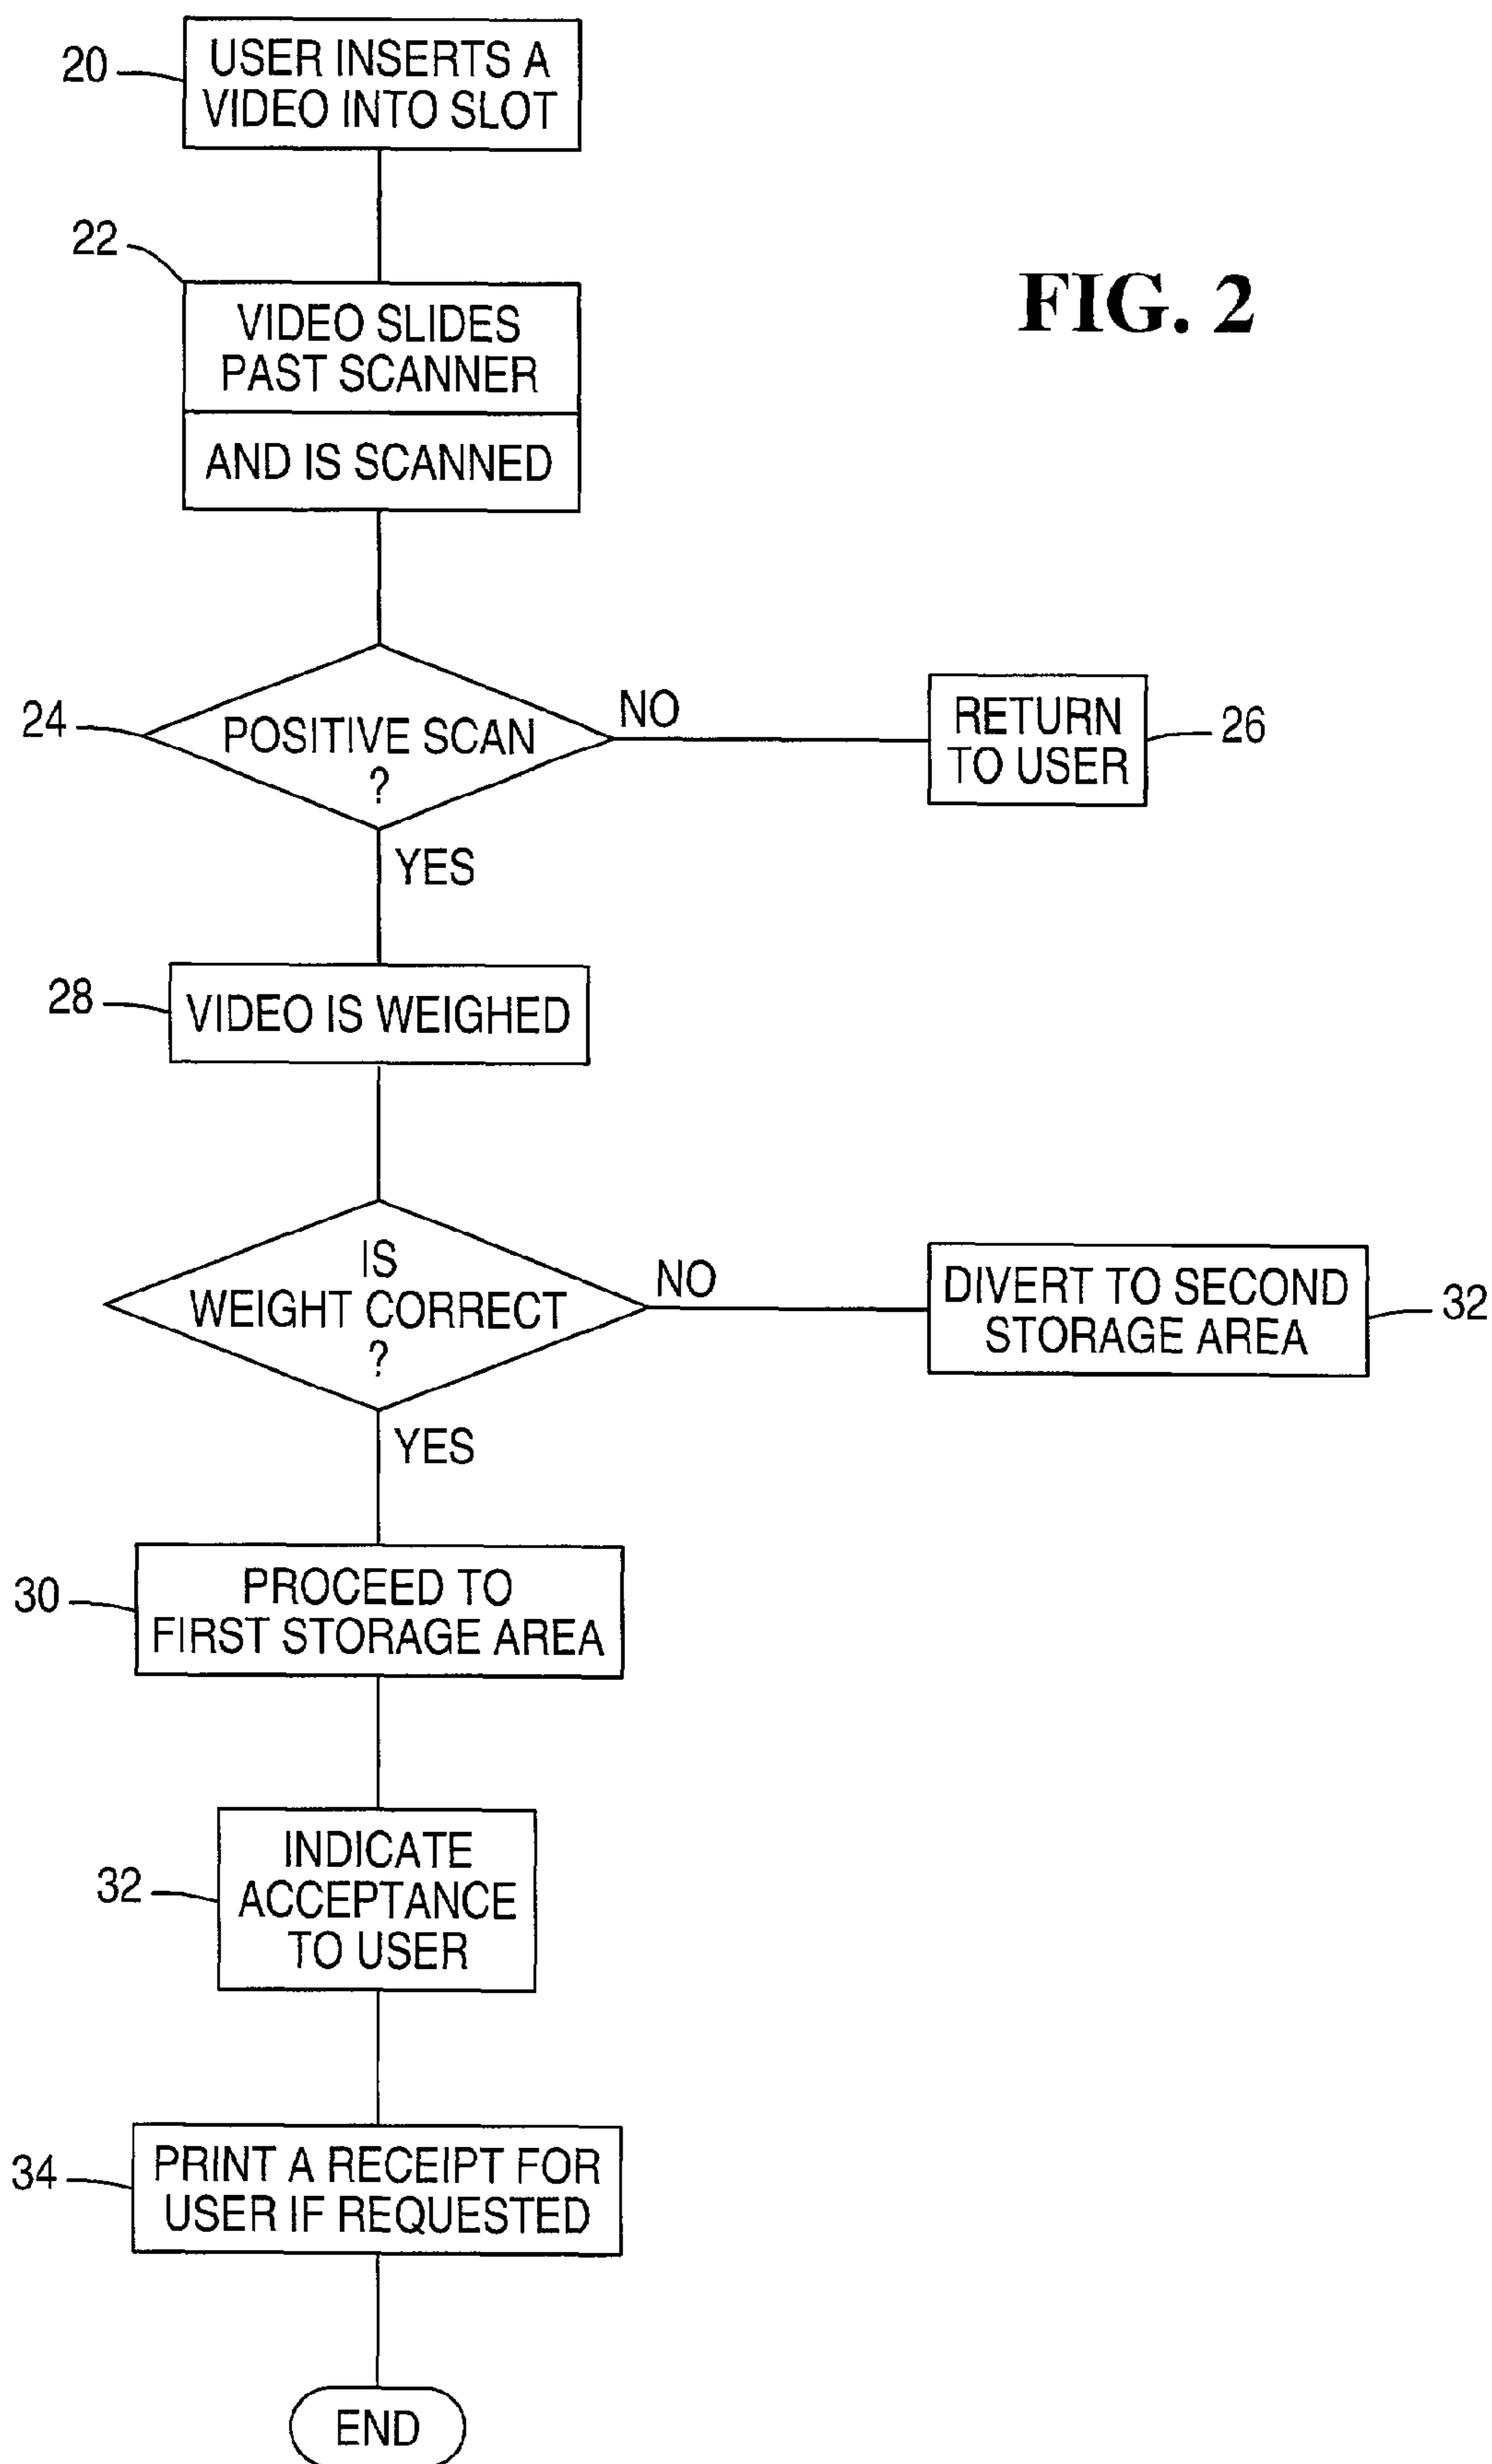 20
USER INSERTS A
VIDEO INTO SLOT
22
VIDEO SLIDES
PAST SCANNER
AND IS SCANNED
FIG. 2
24
POSITIVE SCAN
?
NO
RETURN
TO USER
26
YES
28
VIDEO IS WEIGHED
IS
WEIGHT CORRECT
?
NO
DIVERT TO SECOND
STORAGE AREA
32
YES
30
PROCEED TO
FIRST STORAGE AREA
32
INDICATE
ACCEPTANCE
TO USER
34
PRINT A RECEIPT FOR
USER IF REQUESTED
END